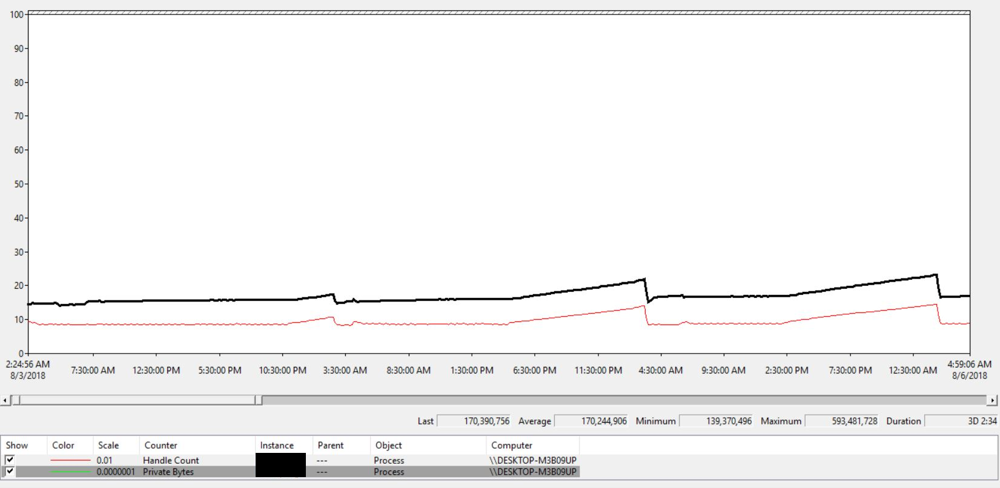 100
90
80
70
60
50
40
30
20
10
0
2:24:56 AM 7:30:00 AM 12:30:00 PM 5:30:00 PM 10:30:00 PM 3:30:00 AM 8:30:00 AM 1:30:00 PM 6:30:00 PM 11:30:00 PM 4:30:00 AM 9:30:00 AM 2:30:00 PM 7:30:00 PM 12:30:00 AM 4:59:06 AM
8/3/2018 8/6/2018
Last 170,390,756 Average 170,244,906 Minimum 139,370,496 Maximum 593,481,728 Duration 3D 2:34
Show Color Scale Counter Instance Parent Object Computer
0.01 Handle Count --- Process \\DESKTOP-M3B09UP
0.0000001 Private Bytes --- Process \\DESKTOP-M3B09UP